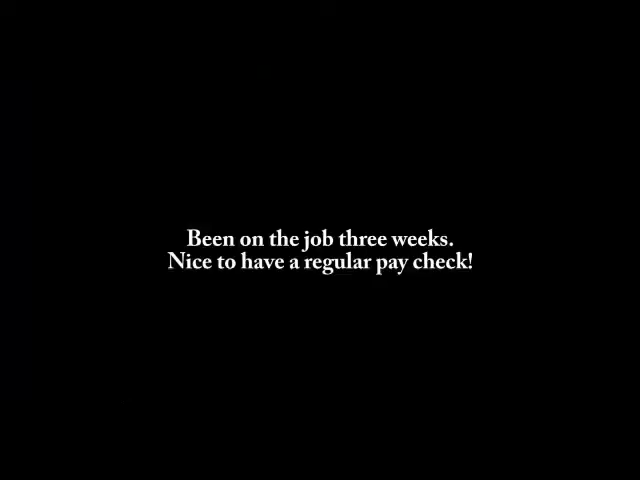 Been on the job three weeks.
Nice to have a regular pay check!